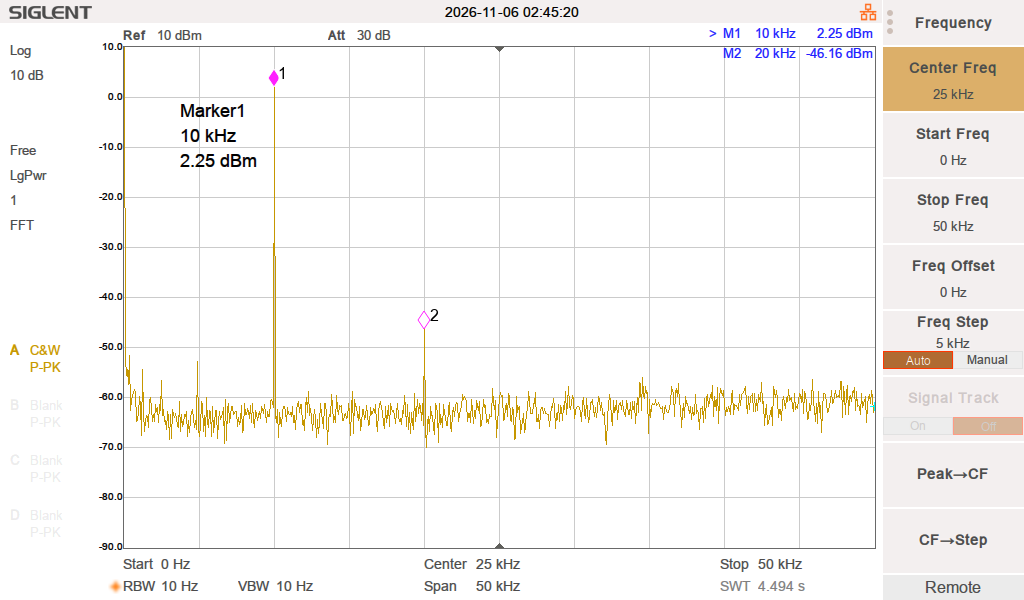 SIGLENT
2026-11-06 02:45:20
Ref 10 dBm
Att 30 dB
> M1 10 kHz 2.25 dBm
M2 20 kHz -46.16 dBm
Log
10 dB
Free
LgPwr
1
FFT
A C&W
P-PK
B Blank
P-PK
C Blank
P-PK
D Blank
P-PK
10.0
0.0
-10.0
-20.0
-30.0
-40.0
-50.0
-60.0
-70.0
-80.0
-90.0
1
Marker1
10 kHz
2.25 dBm
2
Start 0 Hz
Center 25 kHz
Stop 50 kHz
RBW 10 Hz
VBW 10 Hz
Span 50 kHz
SWT 4.494 s
Frequency
Center Freq
25 kHz
Start Freq
0 Hz
Stop Freq
50 kHz
Freq Offset
0 Hz
Freq Step
5 kHz
Auto Manual
Signal Track
On Off
Peak→CF
CF→Step
Remote